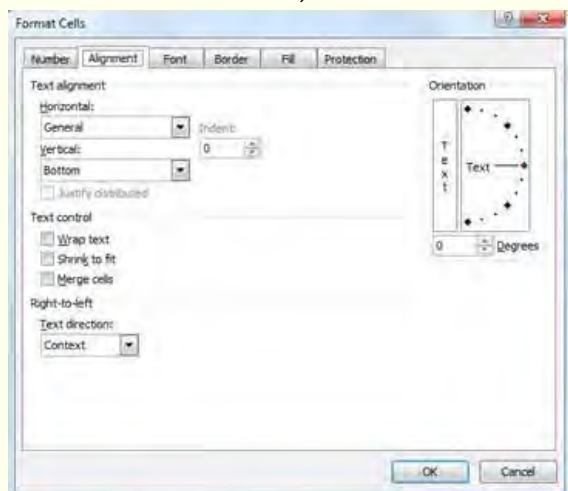 Format Cells
Number Alignment Font Border Fill Protection
Text alignment
Horizontal:
General
Indent:
Vertical:
0
Bottom
Justify distributed
Text control
Wrap text
Shrink to fit
Merge cells
Right-to-left
Text direction:
Context
Orientation
Text
Text
0 Degrees
OK Cancel